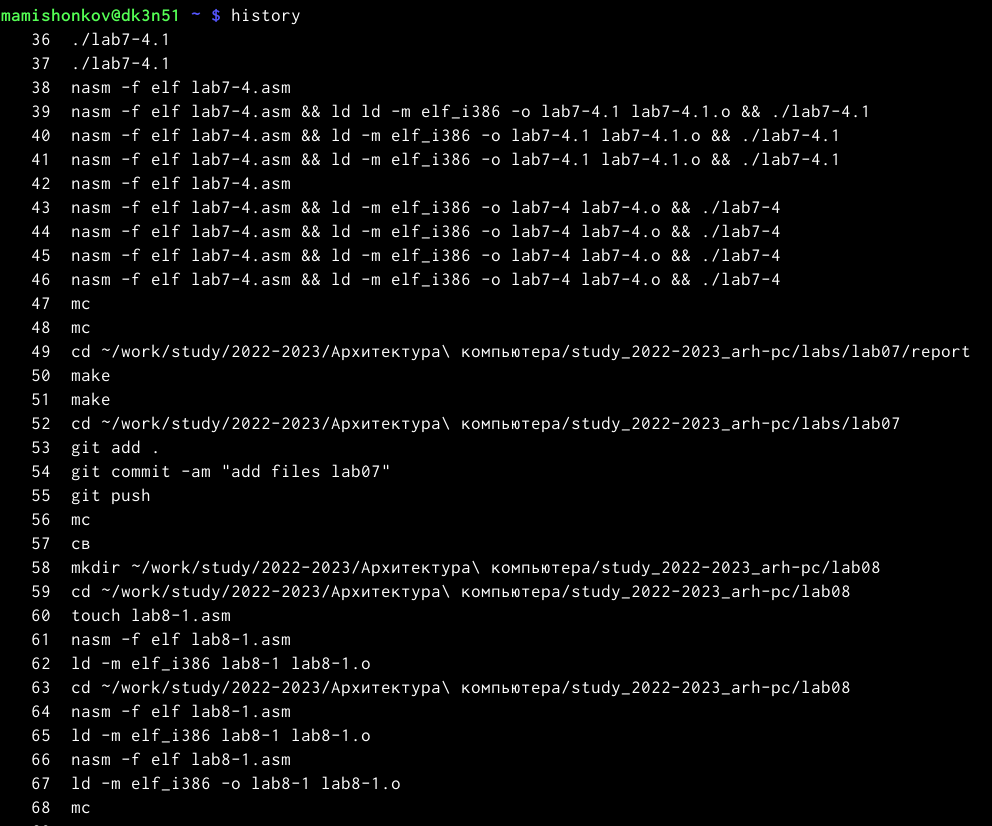 mamishonkov@dk3n51 ~ $ history
36 ./lab7-4.1
37 ./lab7-4.1
38 nasm -f elf lab7-4.asm
39 nasm -f elf lab7-4.asm && ld ld -m elf_i386 -o lab7-4.1 lab7-4.1.o && ./lab7-4.1
40 nasm -f elf lab7-4.asm && ld -m elf_i386 -o lab7-4.1 lab7-4.1.o && ./lab7-4.1
41 nasm -f elf lab7-4.asm && ld -m elf_i386 -o lab7-4.1 lab7-4.1.o && ./lab7-4.1
42 nasm -f elf lab7-4.asm
43 nasm -f elf lab7-4.asm && ld -m elf_i386 -o lab7-4 lab7-4.o && ./lab7-4
44 nasm -f elf lab7-4.asm && ld -m elf_i386 -o lab7-4 lab7-4.o && ./lab7-4
45 nasm -f elf lab7-4.asm && ld -m elf_i386 -o lab7-4 lab7-4.o && ./lab7-4
46 nasm -f elf lab7-4.asm && ld -m elf_i386 -o lab7-4 lab7-4.o && ./lab7-4
47 mc
48 mc
49 cd ~/work/study/2022-2023/Архитектура\ компьютера/study_2022-2023_arh-pc/labs/lab07/report
50 make
51 make
52 cd ~/work/study/2022-2023/Архитектура\ компьютера/study_2022-2023_arh-pc/labs/lab07
53 git add .
54 git commit -am "add files lab07"
55 git push
56 mc
57 св
58 mkdir ~/work/study/2022-2023/Архитектура\ компьютера/study_2022-2023_arh-pc/lab08
59 cd ~/work/study/2022-2023/Архитектура\ компьютера/study_2022-2023_arh-pc/lab08
60 touch lab8-1.asm
61 nasm -f elf lab8-1.asm
62 ld -m elf_i386 lab8-1 lab8-1.o
63 cd ~/work/study/2022-2023/Архитектура\ компьютера/study_2022-2023_arh-pc/lab08
64 nasm -f elf lab8-1.asm
65 ld -m elf_i386 lab8-1 lab8-1.o
66 nasm -f elf lab8-1.asm
67 ld -m elf_i386 -o lab8-1 lab8-1.o
68 mc